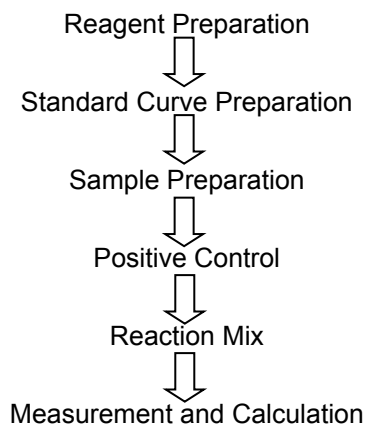 Reagent Preparation
Standard Curve Preparation
Sample Preparation
Positive Control
Reaction Mix
Measurement and Calculation